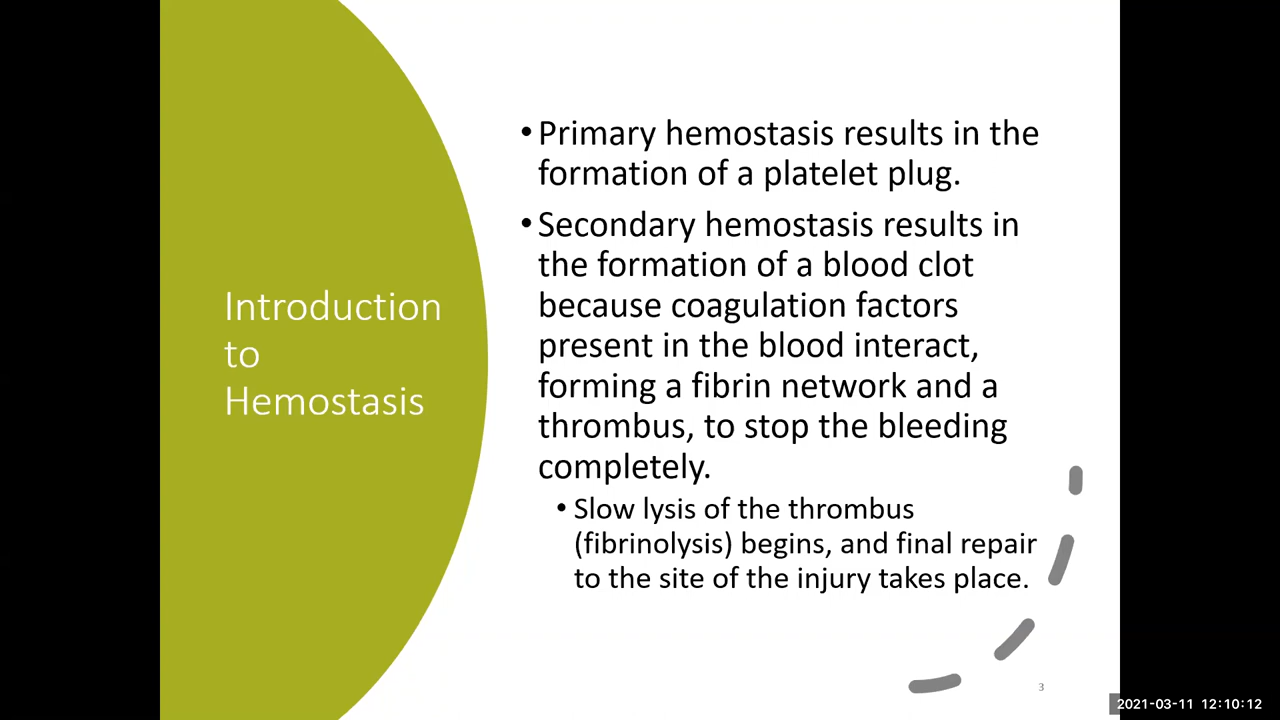 Introduction
to
Hemostasis
• Primary hemostasis results in the
formation of a platelet plug.
• Secondary hemostasis results in
the formation of a blood clot
because coagulation factors
present in the blood interact,
forming a fibrin network and a
thrombus, to stop the bleeding
completely.
• Slow lysis of the thrombus
(fibrinolysis) begins, and final repair
to the site of the injury takes place.
3
2021-03-11 12:10:12